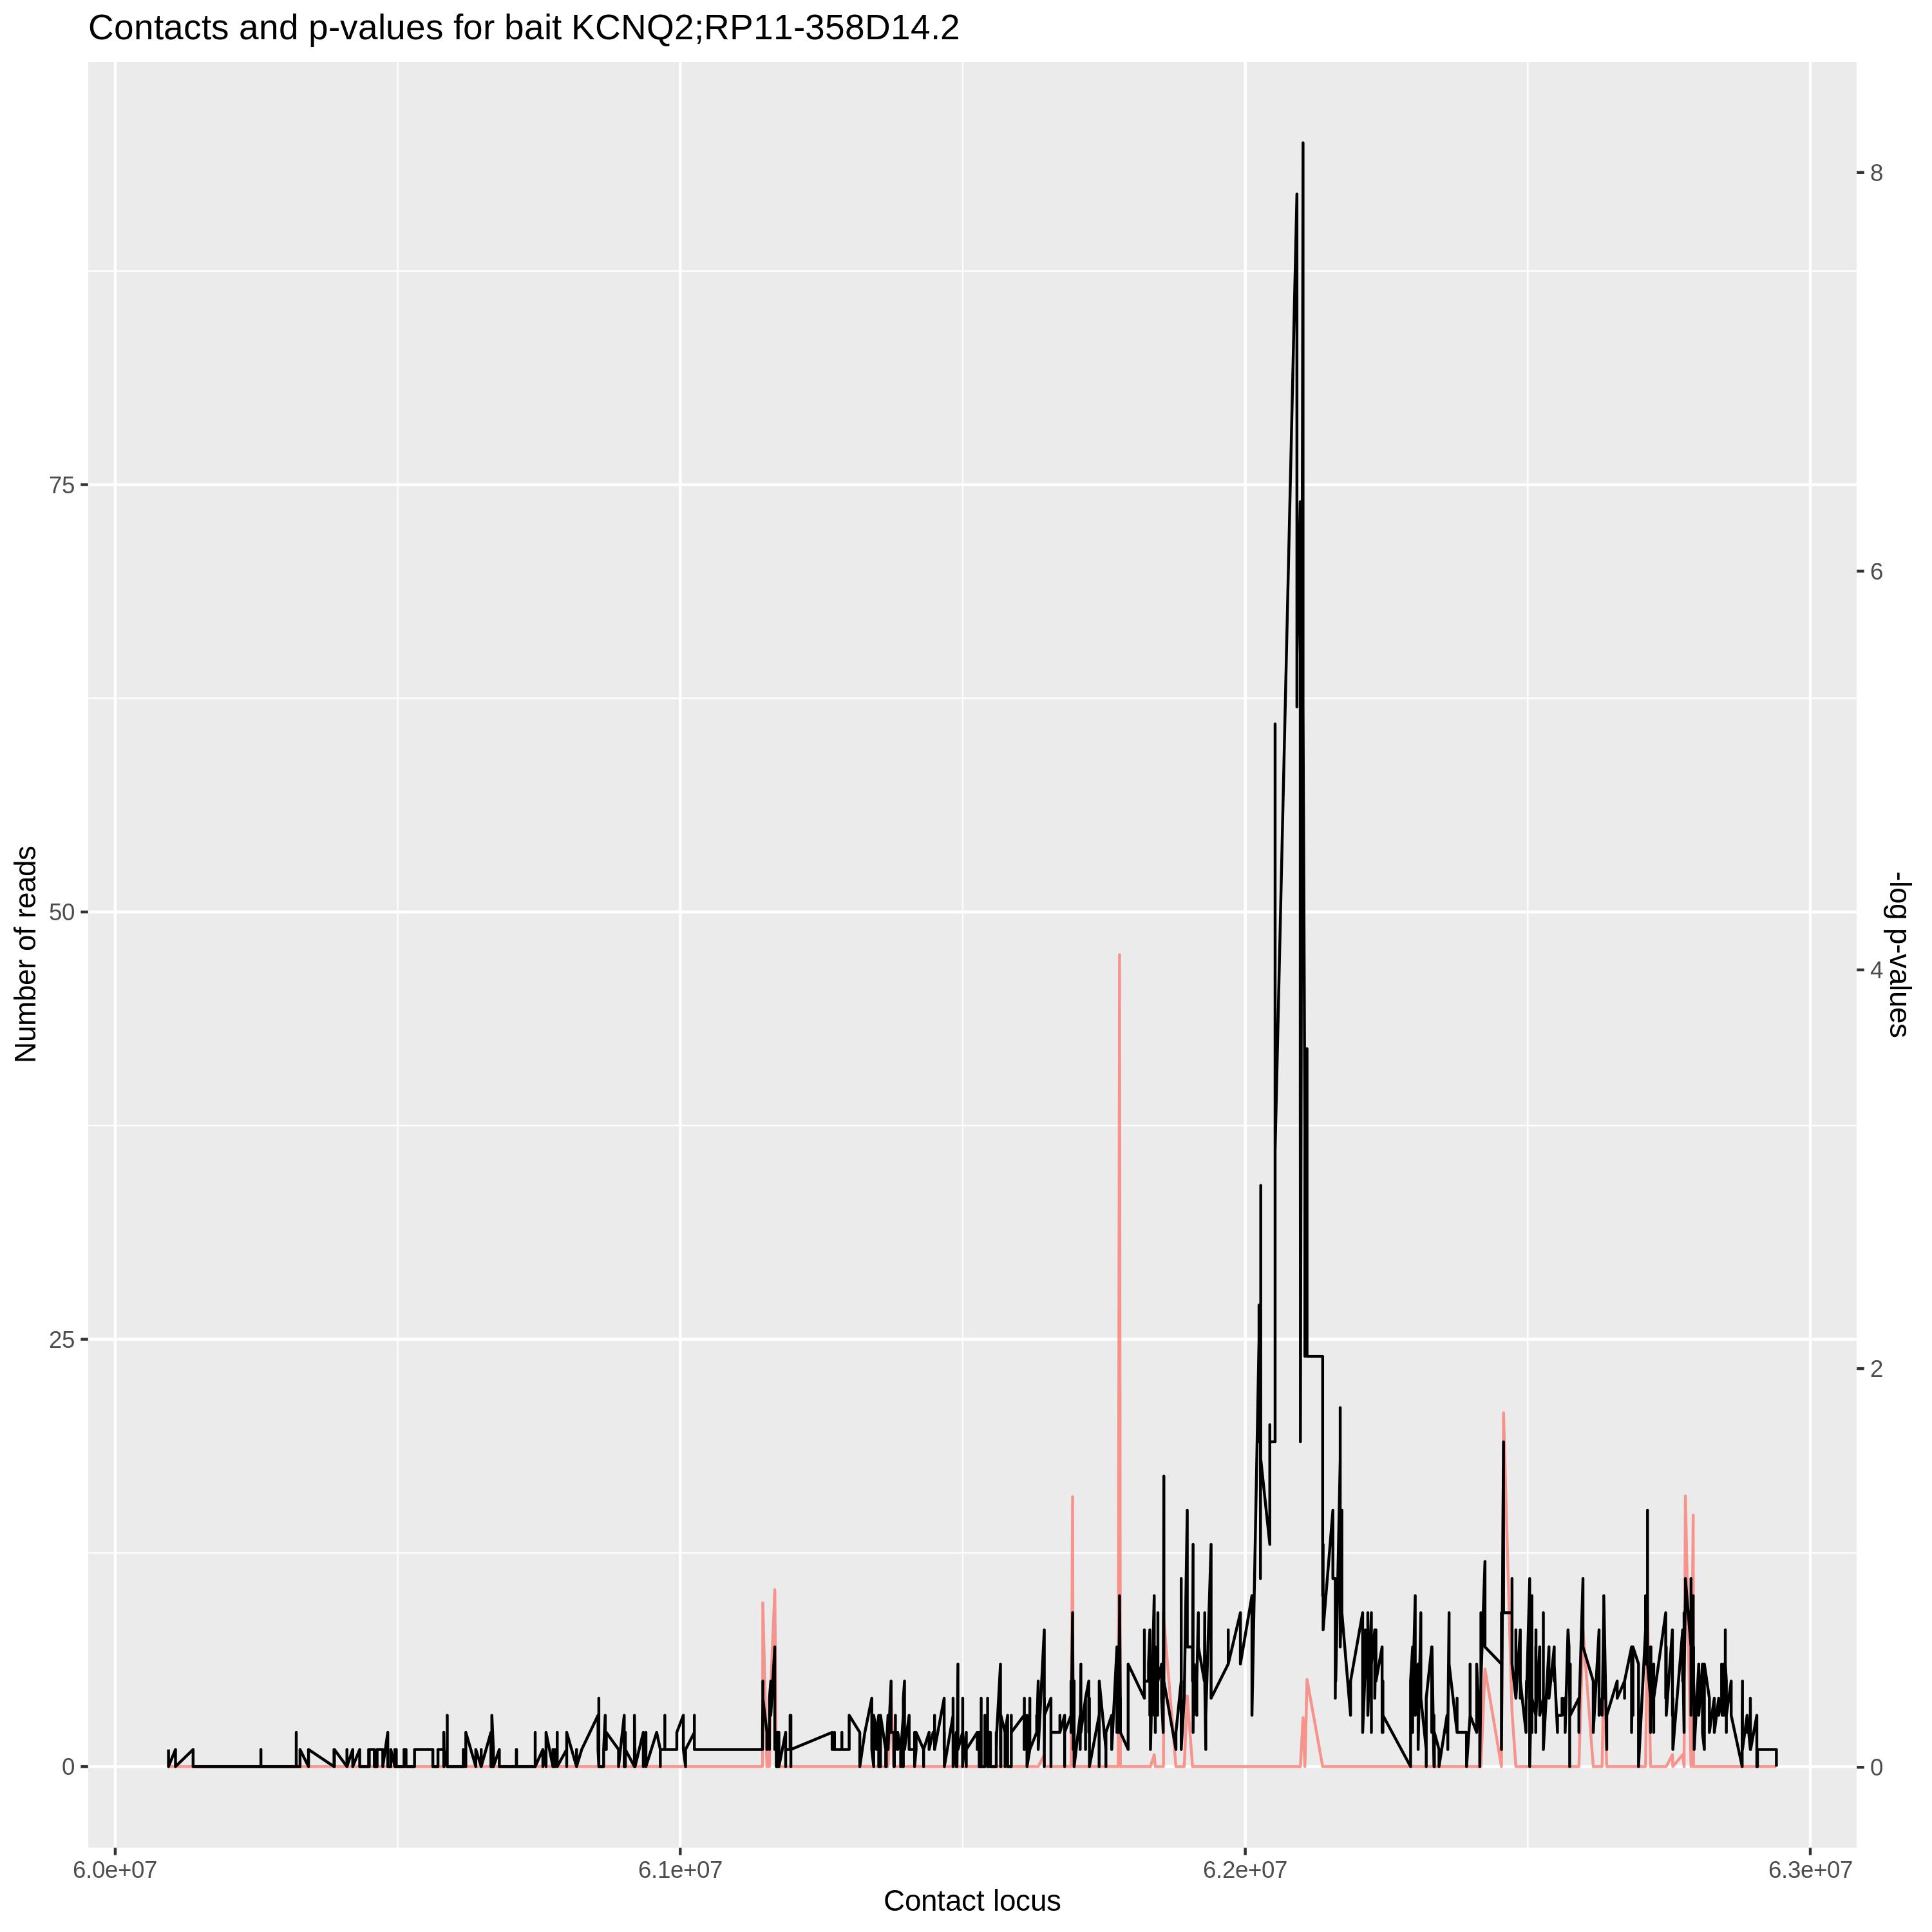 Contacts and p-values for bait KCNQ2;RP11-358D14.2
75
50
25
0
Number of reads
8
6
4
2
0
-log p-values
6.0e+07
6.1e+07
6.2e+07
6.3e+07
Contact locus